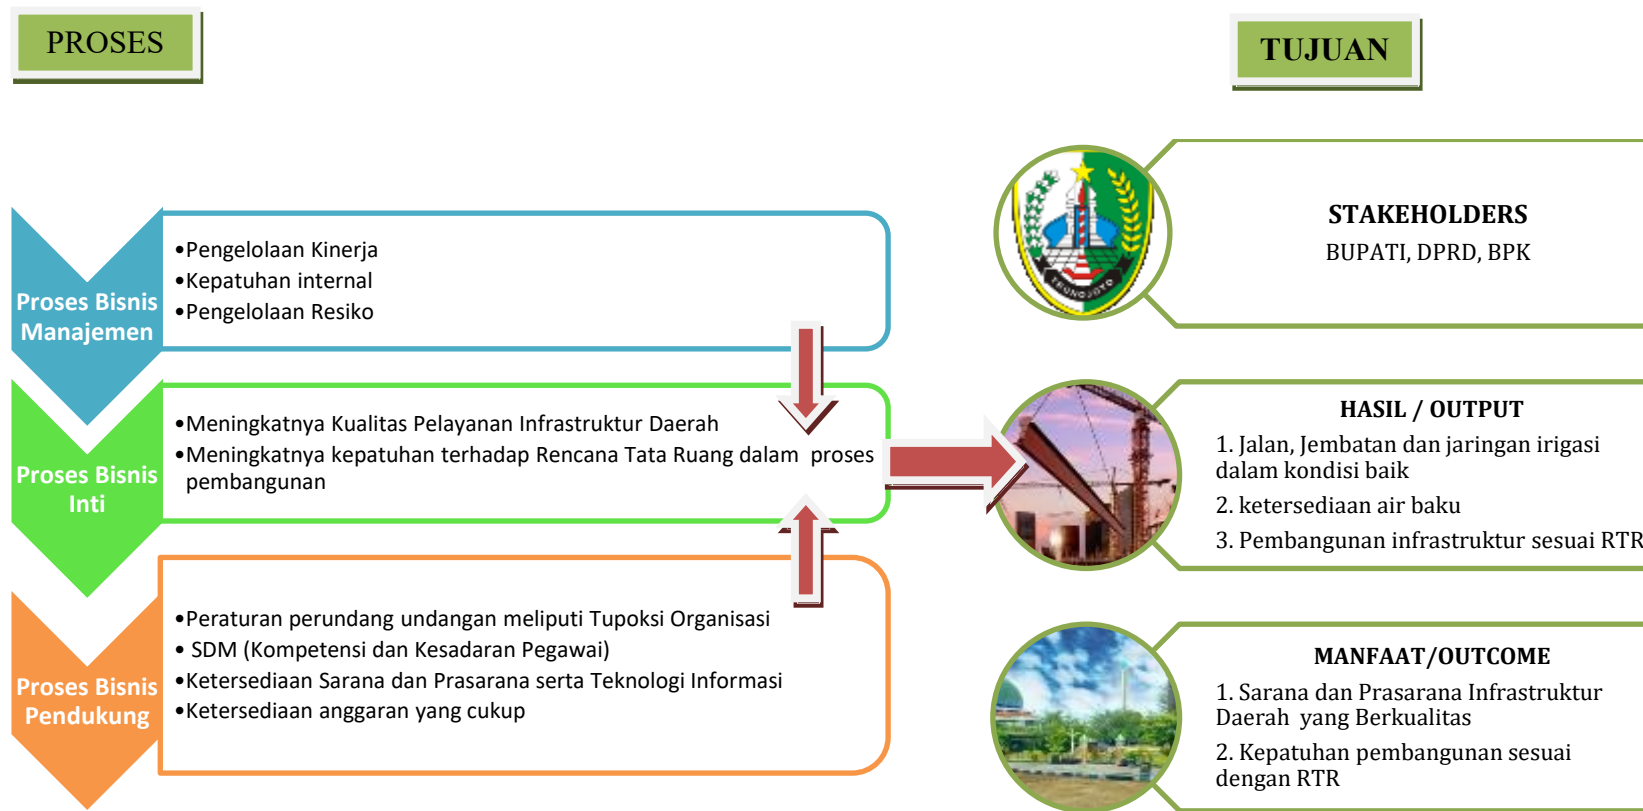 PROSES
TUJUAN
Proses Bisnis
Manajemen
•Pengelolaan Kinerja
•Kepatuhan internal
•Pengelolaan Resiko
Proses Bisnis
Inti
•Meningkatnya Kualitas Pelayanan Infrastruktur Daerah
•Meningkatnya kepatuhan terhadap Rencana Tata Ruang dalam proses
pembangunan
Proses Bisnis
Pendukung
•Peraturan perundang undangan meliputi Tupoksi Organisasi
• SDM (Kompetensi dan Kesadaran Pegawai)
•Ketersediaan Sarana dan Prasarana serta Teknologi Informasi
•Ketersediaan anggaran yang cukup
STAKEHOLDERS
BUPATI, DPRD, BPK
HASIL / OUTPUT
1. Jalan, Jembatan dan jaringan irigasi
dalam kondisi baik
2. ketersediaan air baku
3. Pembangunan infrastruktur sesuai RTR
MANFAAT/OUTCOME
1. Sarana dan Prasarana Infrastruktur
Daerah yang Berkualitas
2. Kepatuhan pembangunan sesuai
dengan RTR